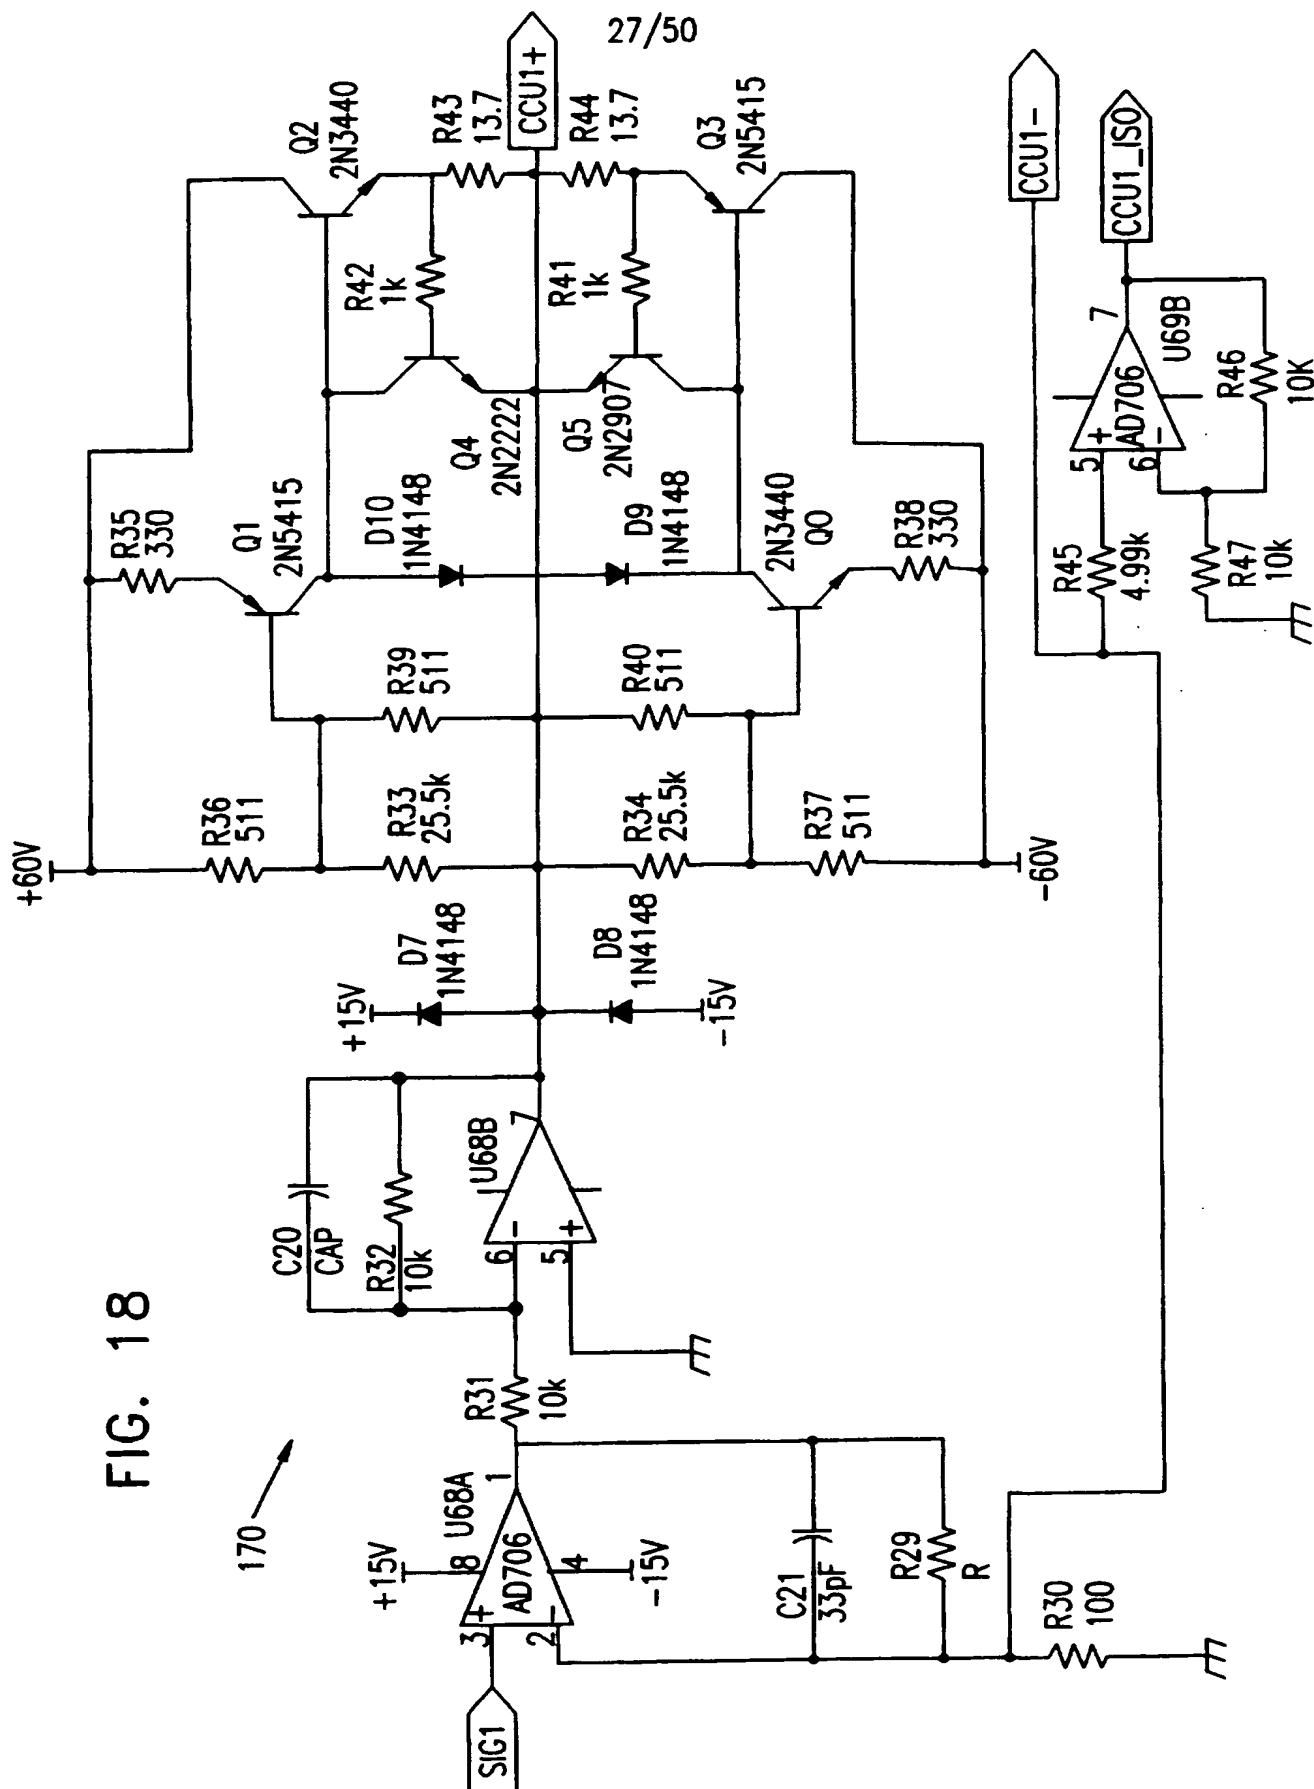 27/50
FIG. 18
170
SIG1
+15V
8
U68A
3
+
AD706
1
2
-
4
-15V
R31
10k
C21
33pF
R29
R
R30
100
C20
CAP
R32
10k
U68B
6
-
7
5
+
+15V
D7
1N4148
D8
1N4148
-15V
+60V
R36
511
R33
25.5k
R34
25.5k
R37
511
-60V
R35
330
Q1
2N5415
R39
511
R40
511
D10
1N4148
D9
1N4148
2N3440
Q0
R38
330
Q4
2N2222
Q5
2N2907
R42
1k
R41
1k
Q2
2N3440
R43
13.7
CCU1+
R44
13.7
Q3
2N5415
CCU1-
R45
4.99k
5
+
AD706
6
-
7
U69B
CCU1_ISO
R46
10K
R47
10k